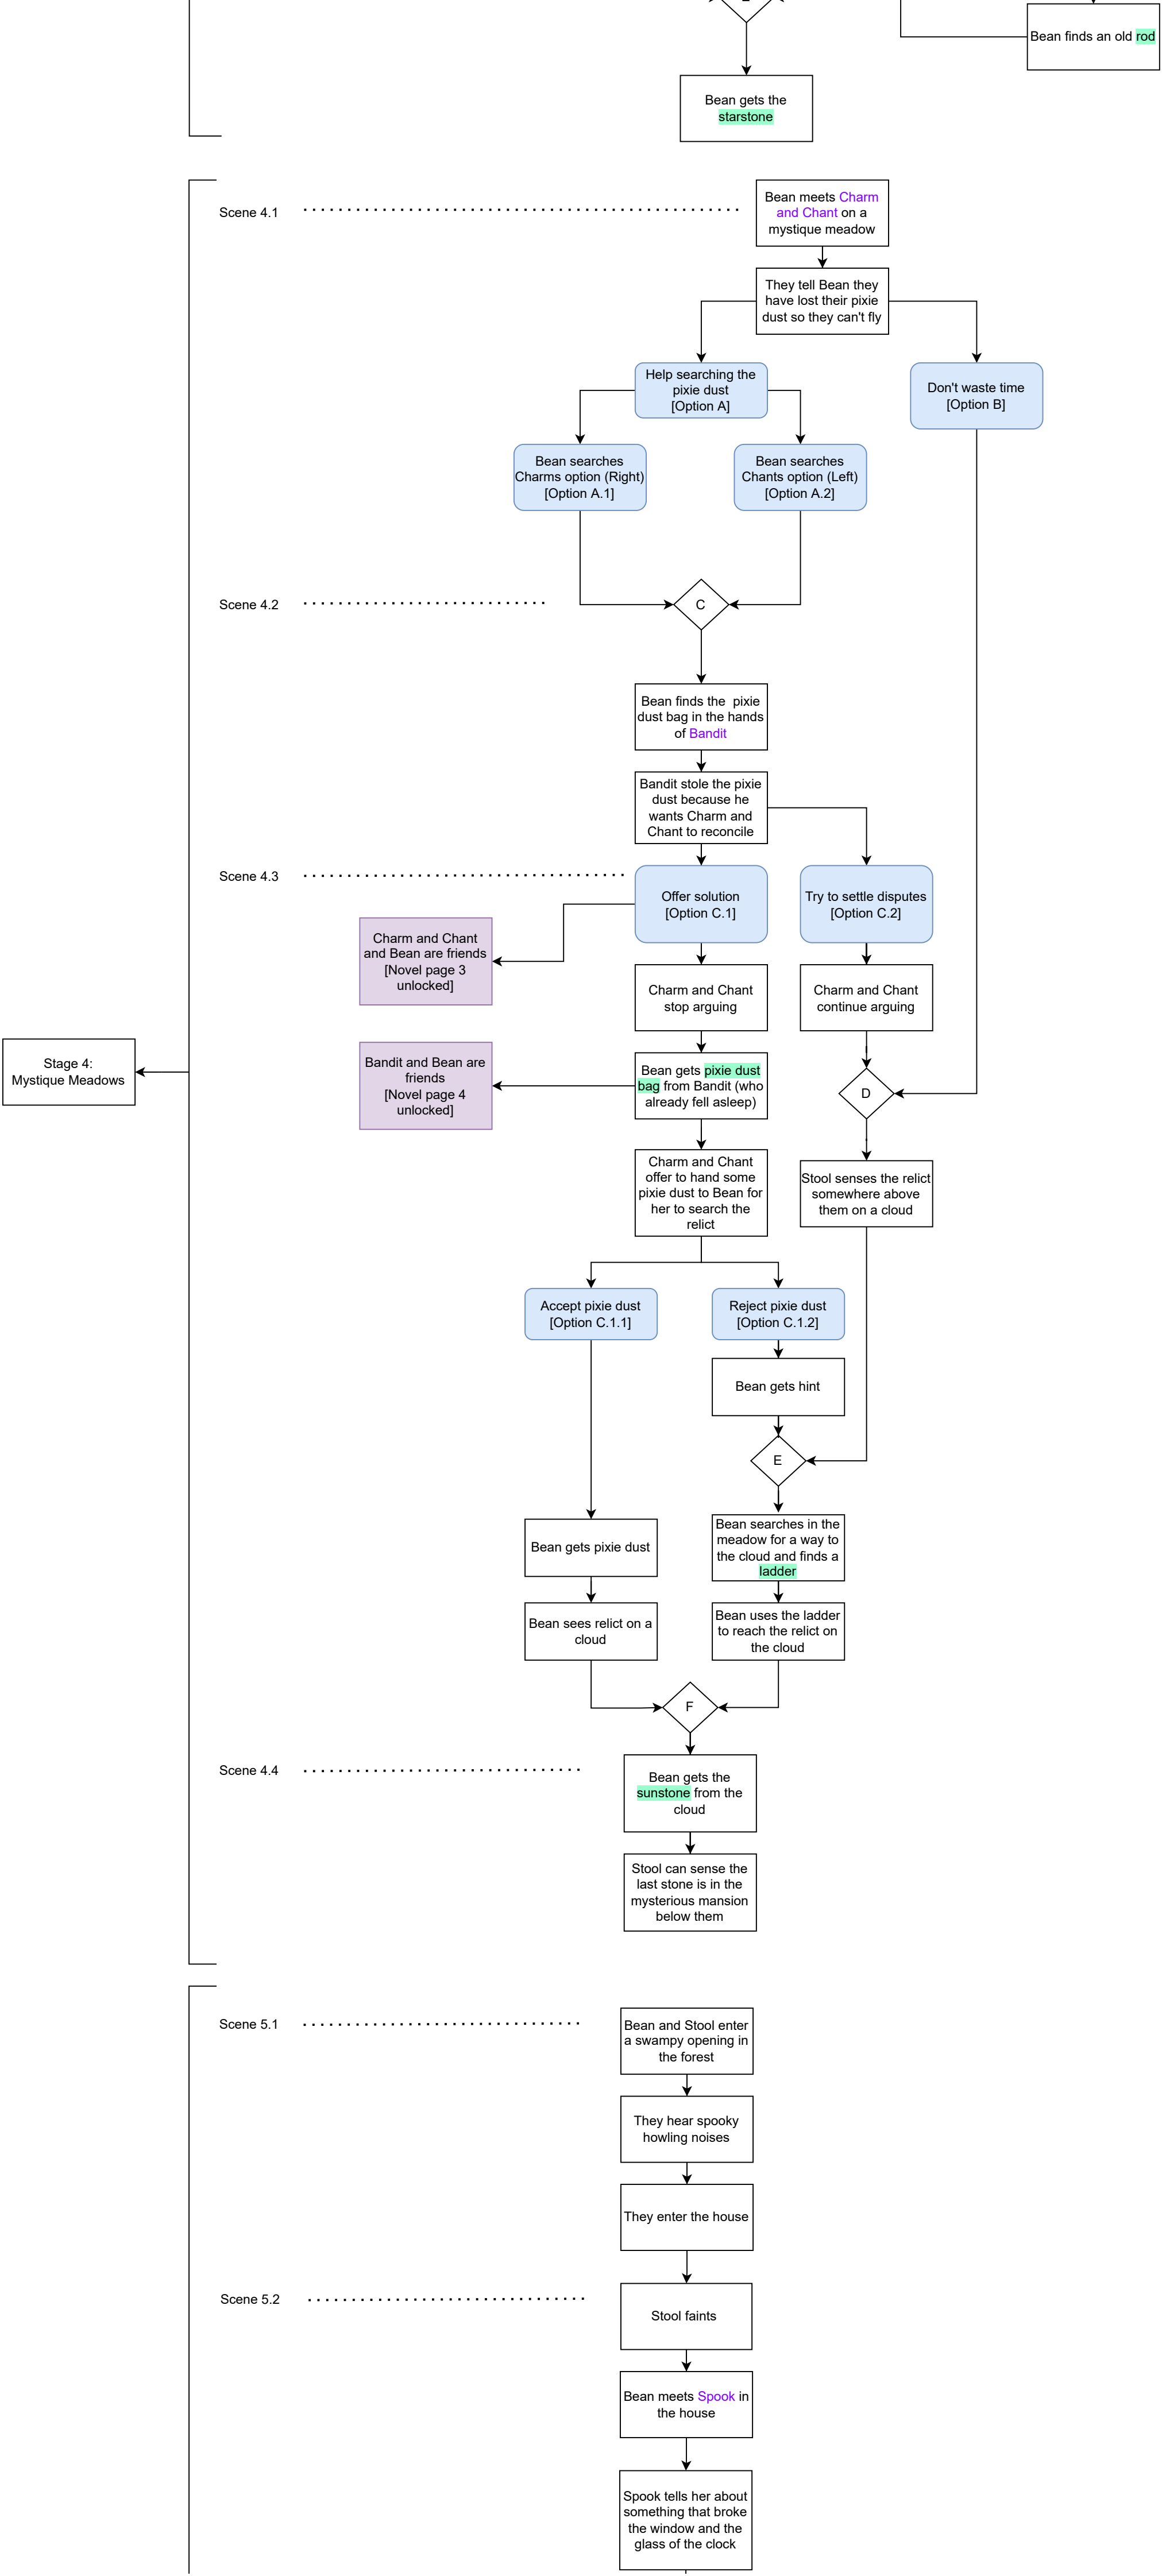 Bean finds an old rod
Bean gets the
starstone
Scene 4.1
Bean meets Charm
and Chant on a
mystique meadow
They tell Bean they
have lost their pixie
dust so they can't fly
Help searching the
pixie dust
[Option A]
Don't waste time
[Option B]
Bean searches
Charms option (Right)
[Option A.1]
Bean searches
Chants option (Left)
[Option A.2]
Scene 4.2
C
Bean finds the  pixie
dust bag in the hands
of Bandit
Bandit stole the pixie
dust because he
wants Charm and
Chant to reconcile
Scene 4.3
Offer solution
[Option C.1]
Try to settle disputes
[Option C.2]
Charm and Chant
and Bean are friends
[Novel page 3
unlocked]
Charm and Chant
stop arguing
Charm and Chant
continue arguing
Stage 4:
Mystique Meadows
Bandit and Bean are
friends
[Novel page 4
unlocked]
Bean gets pixie dust
bag from Bandit (who
already fell asleep)
D
Charm and Chant
offer to hand some
pixie dust to Bean for
her to search the
relict
Stool senses the relict
somewhere above
them on a cloud
Accept pixie dust
[Option C.1.1]
Reject pixie dust
[Option C.1.2]
Bean gets hint
E
Bean gets pixie dust
Bean searches in the
meadow for a way to
the cloud and finds a
ladder
Bean sees relict on a
cloud
Bean uses the ladder
to reach the relict on
the cloud
F
Scene 4.4
Bean gets the
sunstone from the
cloud
Stool can sense the
last stone is in the
mysterious mansion
below them
Scene 5.1
Bean and Stool enter
a swampy opening in
the forest
They hear spooky
howling noises
They enter the house
Scene 5.2
Stool faints
Bean meets Spook in
the house
Spook tells her about
something that broke
the window and the
glass of the clock